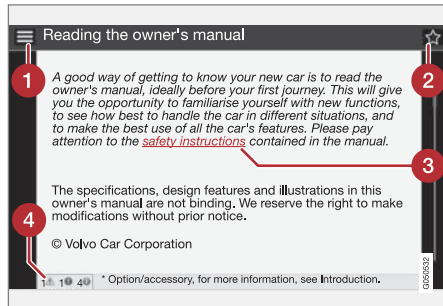 Reading the owner's manual
1
2
A good way of getting to know your new car is to read the
owner's manual, ideally before your first journey. This will give
you the opportunity to familiarise yourself with new functions,
to see how best to handle the car in different situations, and
to make the best use of all the car's features. Please pay
attention to the safety instructions contained in the manual.
3
The specifications, design features and illustrations in this
owner's manual are not binding. We reserve the right to make
modifications without prior notice.
4
© Volvo Car Corporation
1 1 4 * Option/accessory, for more information, see Introduction.
G050532